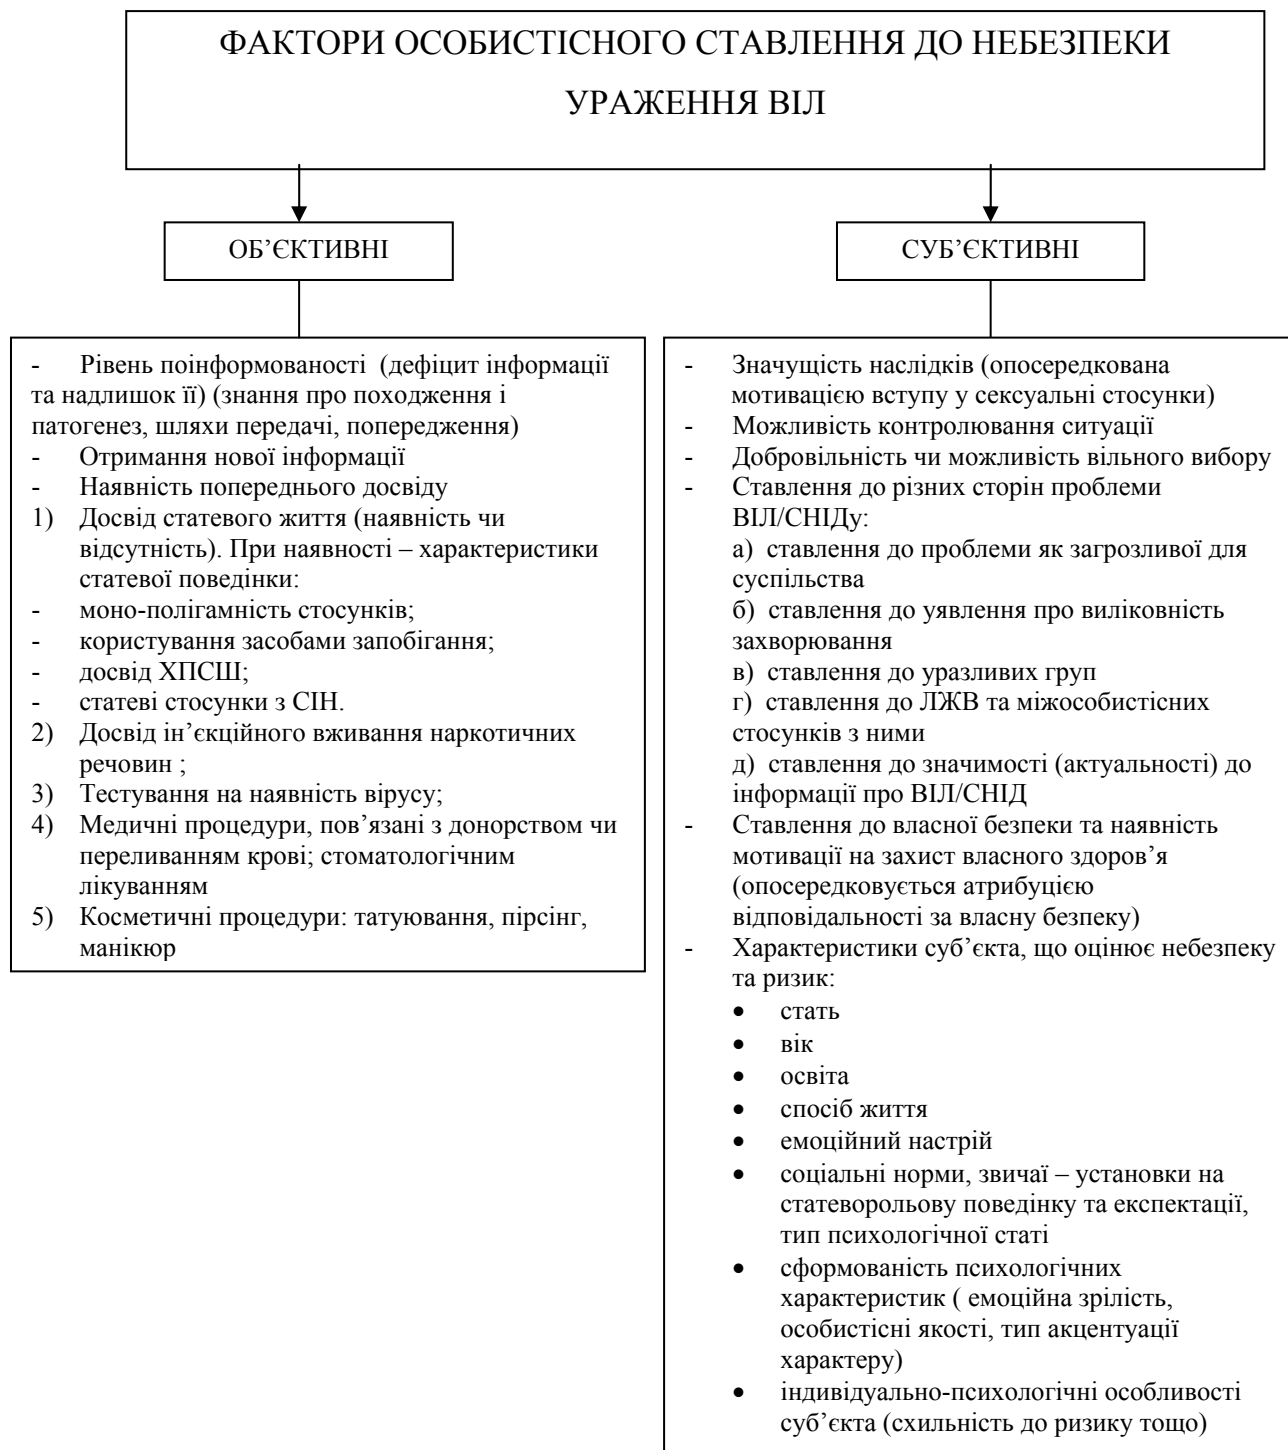 ФАКТОРИ ОСОБИСТІСНОГО СТАВЛЕННЯ ДО НЕБЕЗПЕКИ
УРАЖЕННЯ ВІЛ
ОБ’ЄКТИВНІ
- Рівень поінформованості (дефіцит інформації
та надлишок її) (знання про походження і
патогенез, шляхи передачі, попередження)
- Отримання нової інформації
- Наявність попереднього досвіду
1) Досвід статевого життя (наявність чи
відсутність). При наявності – характеристики
статевої поведінки:
- моно-полігамність стосунків;
- користування засобами запобігання;
- досвід ХПСШ;
- статеві стосунки з СІН.
2) Досвід ін’єкційного вживання наркотичних
речовин ;
3) Тестування на наявність вірусу;
4) Медичні процедури, пов’язані з донорством чи
переливанням крові; стоматологічним
лікуванням
5) Косметичні процедури: татуювання, пірсінг,
манікюр
СУБ’ЄКТИВНІ
- Значущість наслідків (опосередкована
мотивацією вступу у сексуальні стосунки)
- Можливість контролювання ситуації
- Добровільність чи можливість вільного вибору
- Ставлення до різних сторін проблеми
ВІЛ/СНІДу:
а) ставлення до проблеми як загрозливої для
суспільства
б) ставлення до уявлення про виліковність
захворювання
в) ставлення до уразливих груп
г) ставлення до ЛЖВ та міжособистісних
стосунків з ними
д) ставлення до значимості (актуальності) до
інформації про ВІЛ/СНІД
- Ставлення до власної безпеки та наявність
мотивації на захист власного здоров’я
(опосередковується атрибуцією
відповідальності за власну безпеку)
- Характеристики суб’єкта, що оцінює небезпеку
та ризик:
• стать
• вік
• освіта
• спосіб життя
• емоційний настрій
• соціальні норми, звичаї – установки на
статеворольову поведінку та експектації,
тип психологічної статі
• сформованість психологічних
характеристик ( емоційна зрілість,
особистісні якості, тип акцентуації
характеру)
• індивідуально-психологічні особливості
суб’єкта (схильність до ризику тощо)